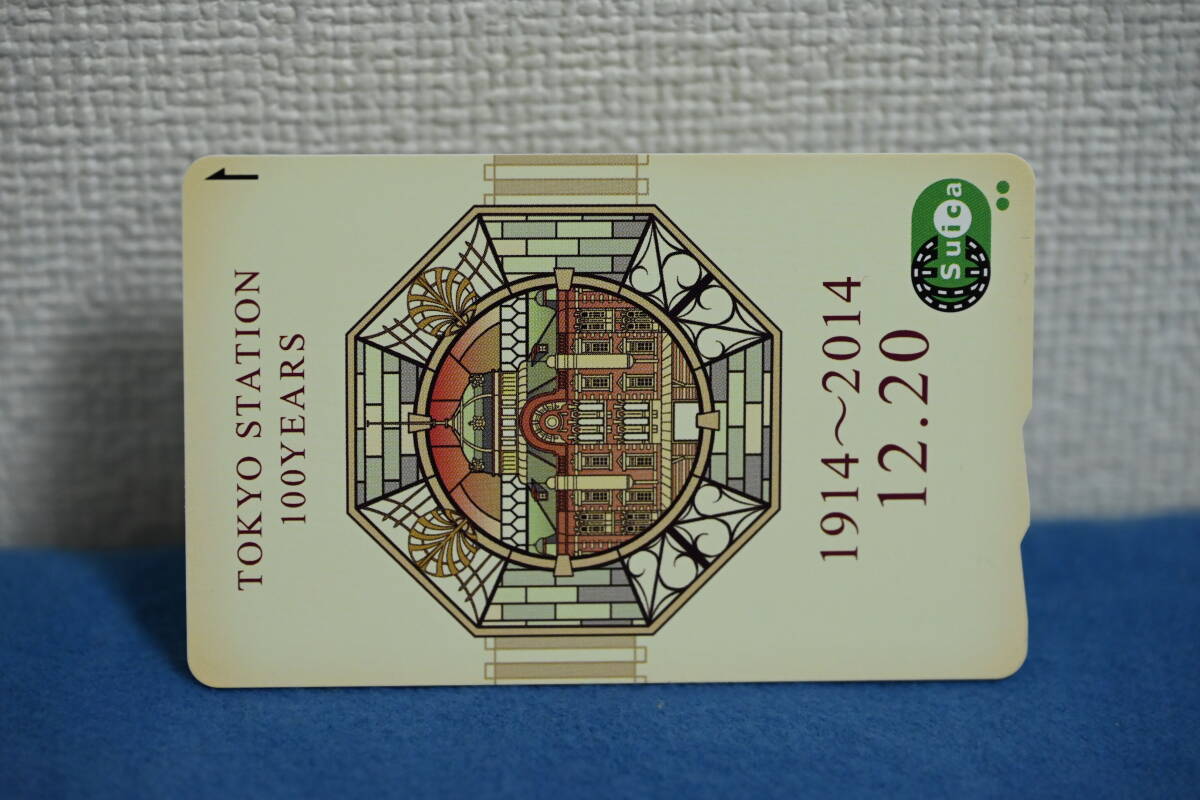 TOKYO STATION
100YEARS
1914～2014
12.20
Suica